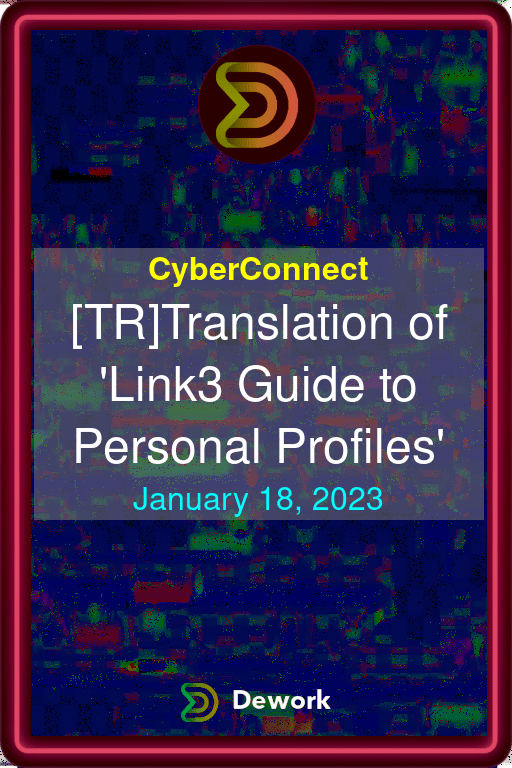 CyberConnect
[TR]Translation of
'Link3 Guide to
Personal Profiles'
January 18, 2023
Dework